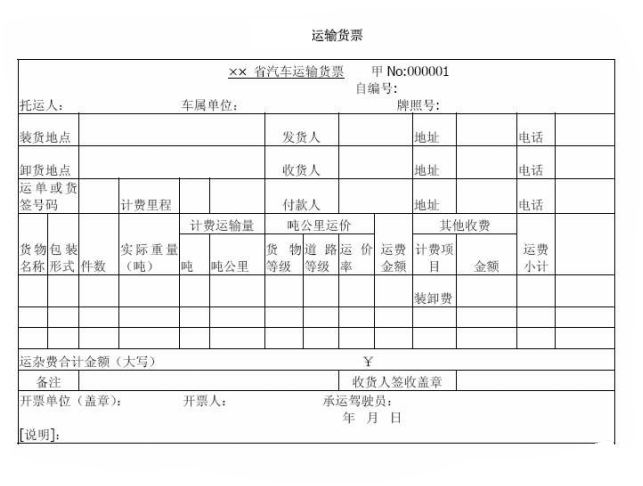 运输货票
×× 省汽车运输货票 甲 No:000001
自编号:
托运人: 车属单位: 牌照号:
装货地点 发货人 地址 电话
卸货地点 收货人 地址 电话
运单或货
签号码 计费里程 付款人 地址 电话
计费运输量 吨公里运价 其他收费
货物 包装 实际重量 货物 道路 运价 运费 计费项 运费
名称 形式 件数 （吨） 吨 吨公里 等级 等级 率 金额 目 金额 小计
装卸费
运杂费合计金额（大写） ￥
备注 收货人签收盖章
开票单位（盖章）: 开票人: 承运驾驶员:
年 月 日
[说明]: